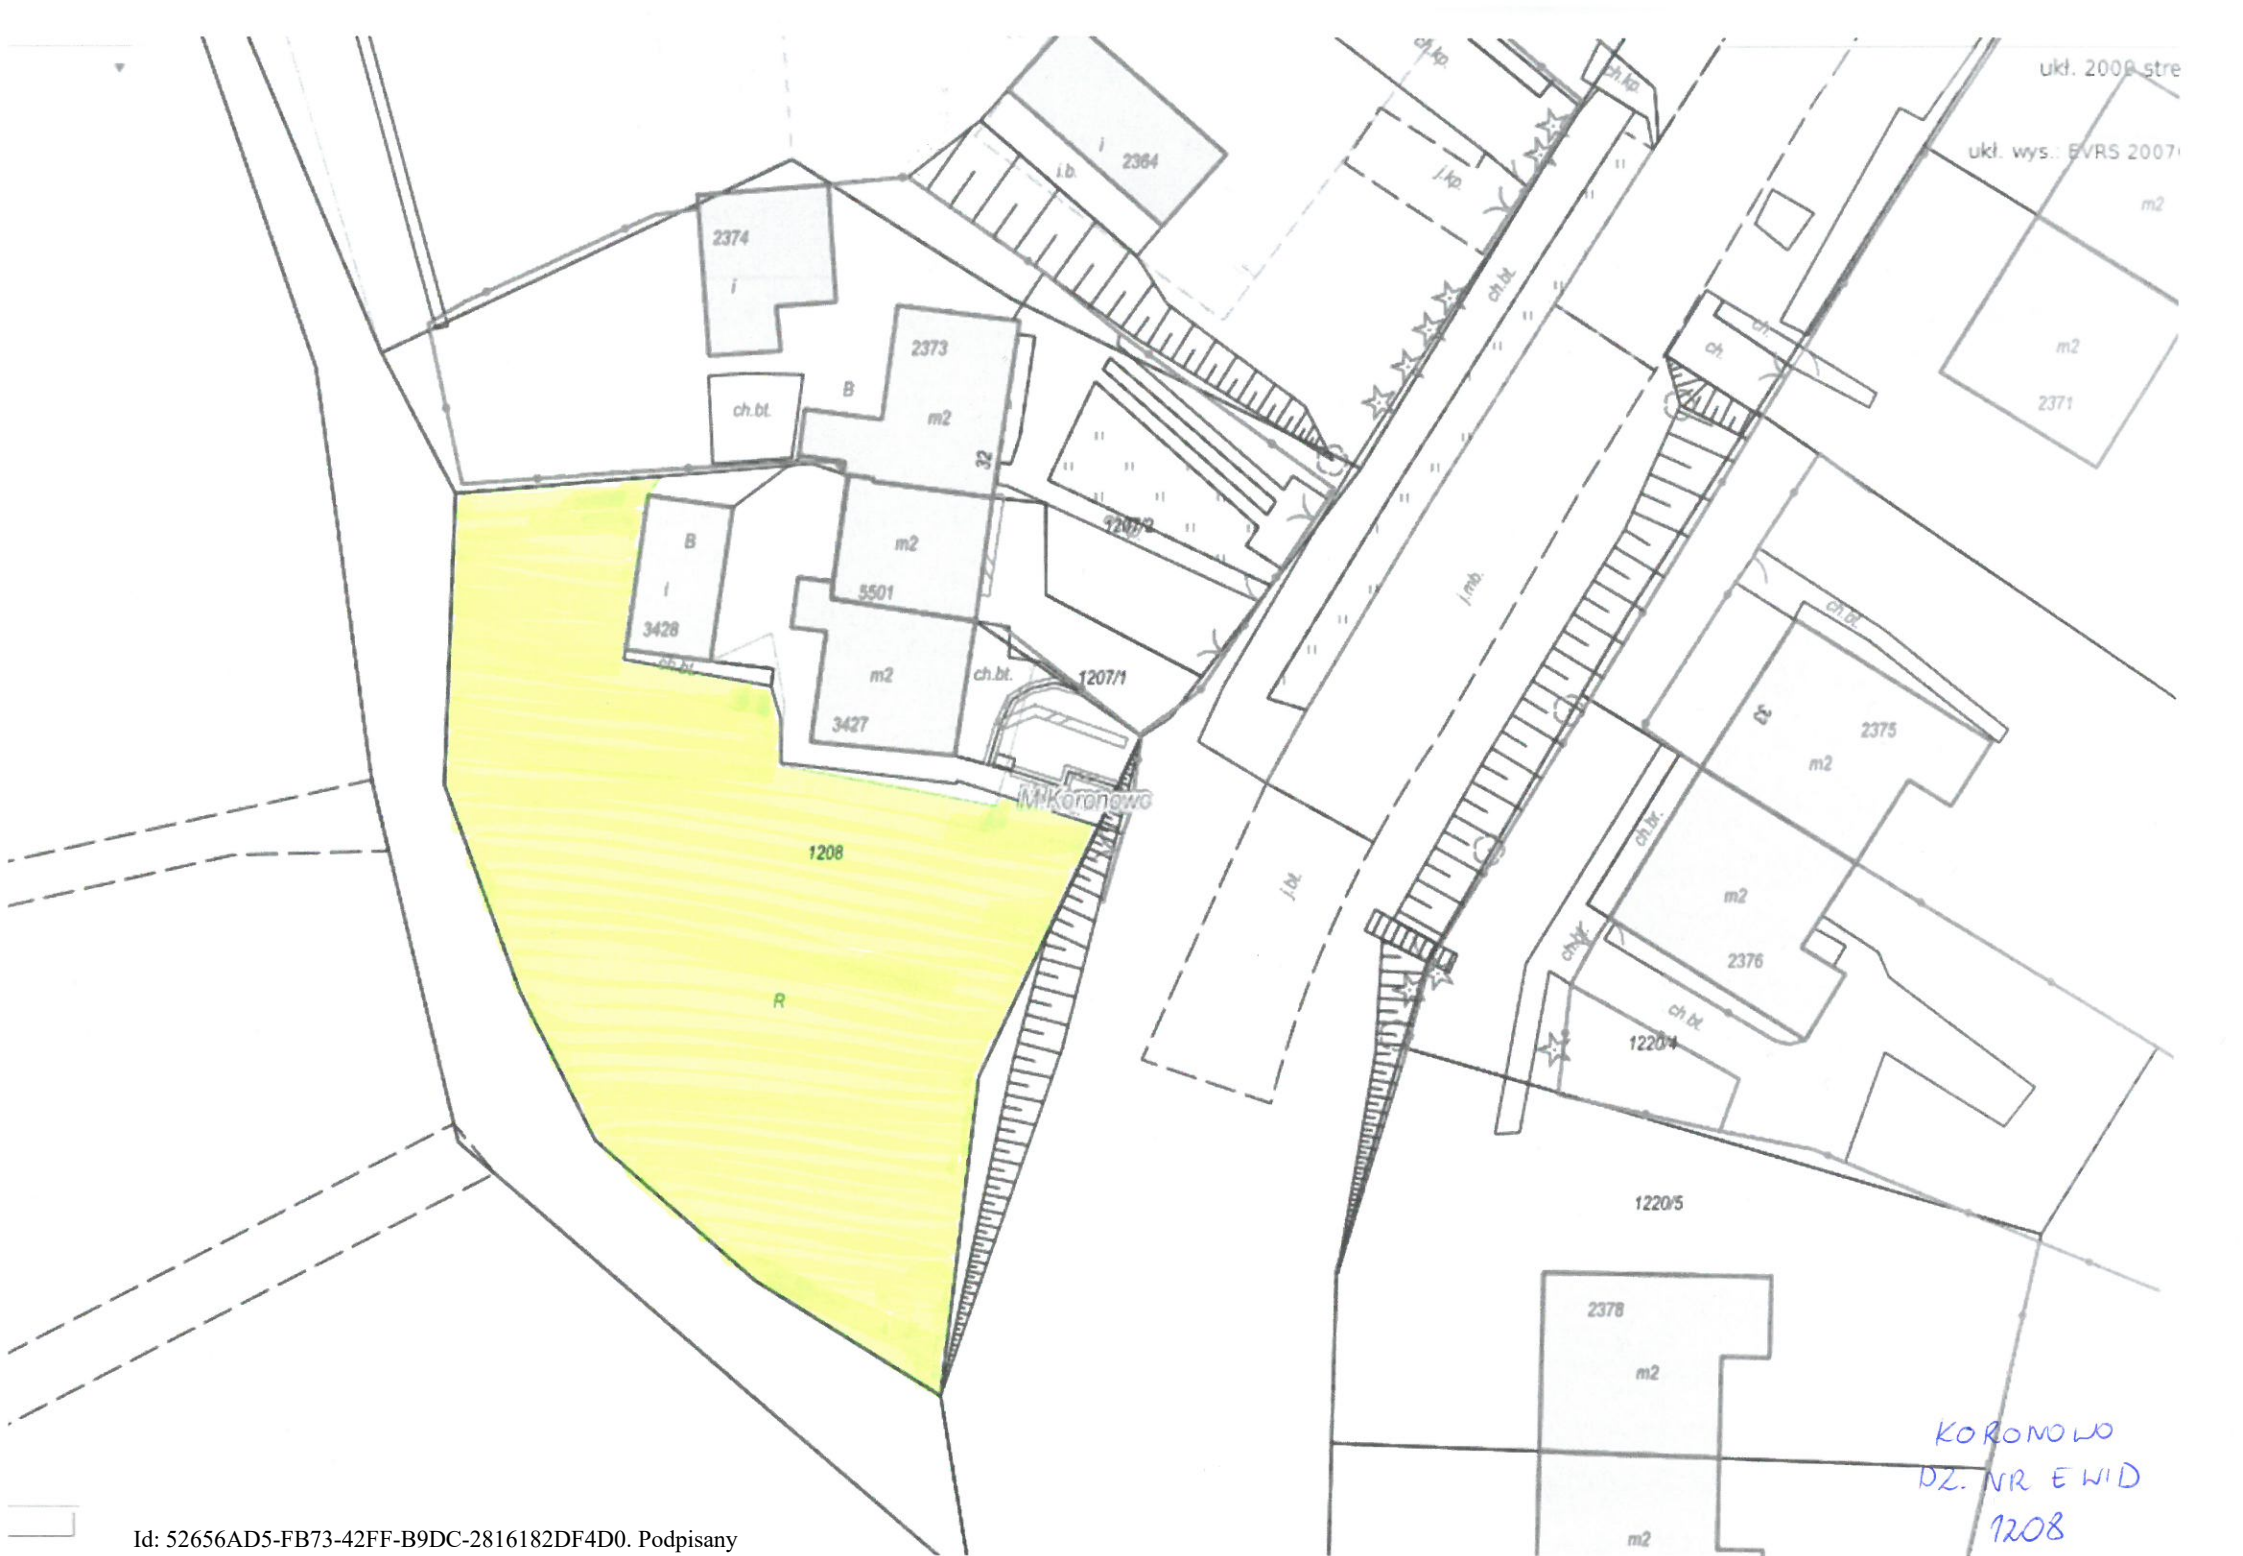 ch.kp.
ch.kp.
ukł. 2000 stre
ukł. wys.: EVRS 2007
i
2364
i.b.
j.kp.
m2
2374
i
ch.bt.
ch.
ch.
m2
2371
2373
B
m2
ch.bt.
32
1207/2
B
m2
i
5501
3428
ch.bt.
j.mb.
ch.bt.
m2
ch.bt.
1207/1
3427
33
2375
m2
M.Koronowo
1208
ch.br.
j.bt.
m2
ch.br.
2376
R
ch.bt.
1220/4
1220/5
2378
m2
KORONOWO
DZ. NR EWID
1208
m2
Id: 52656AD5-FB73-42FF-B9DC-2816182DF4D0. Podpisany